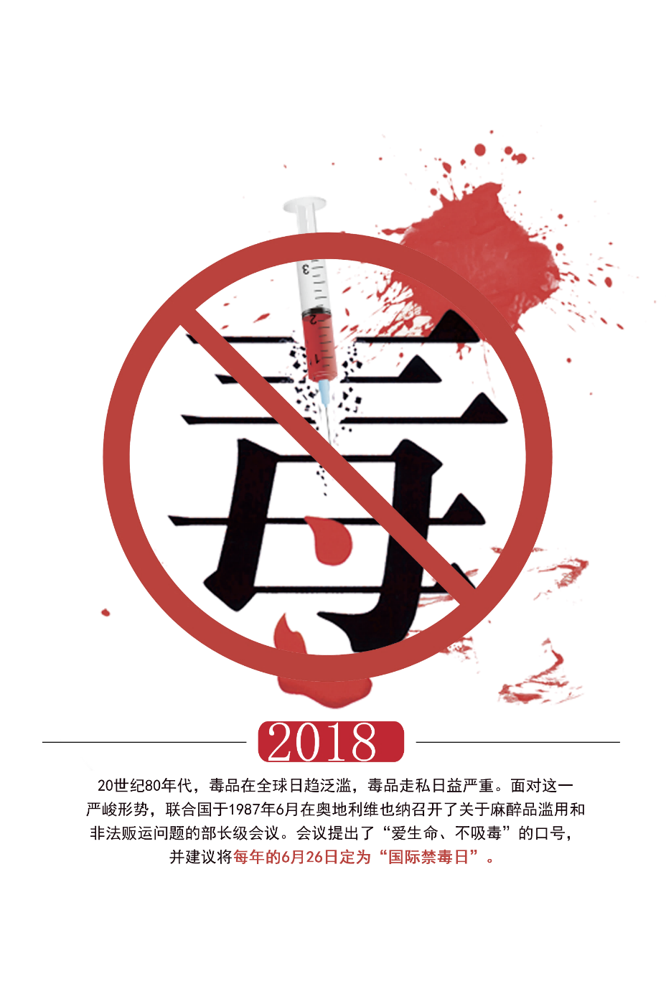 3
2
1
毒
2018
20世纪80年代，毒品在全球日趋泛滥，毒品走私日益严重。面对这一
严峻形势，联合国于1987年6月在奥地利维也纳召开了关于麻醉品滥用和
非法贩运问题的部长级会议。会议提出了“爱生命、不吸毒”的口号，
并建议将每年的6月26日定为“国际禁毒日”。